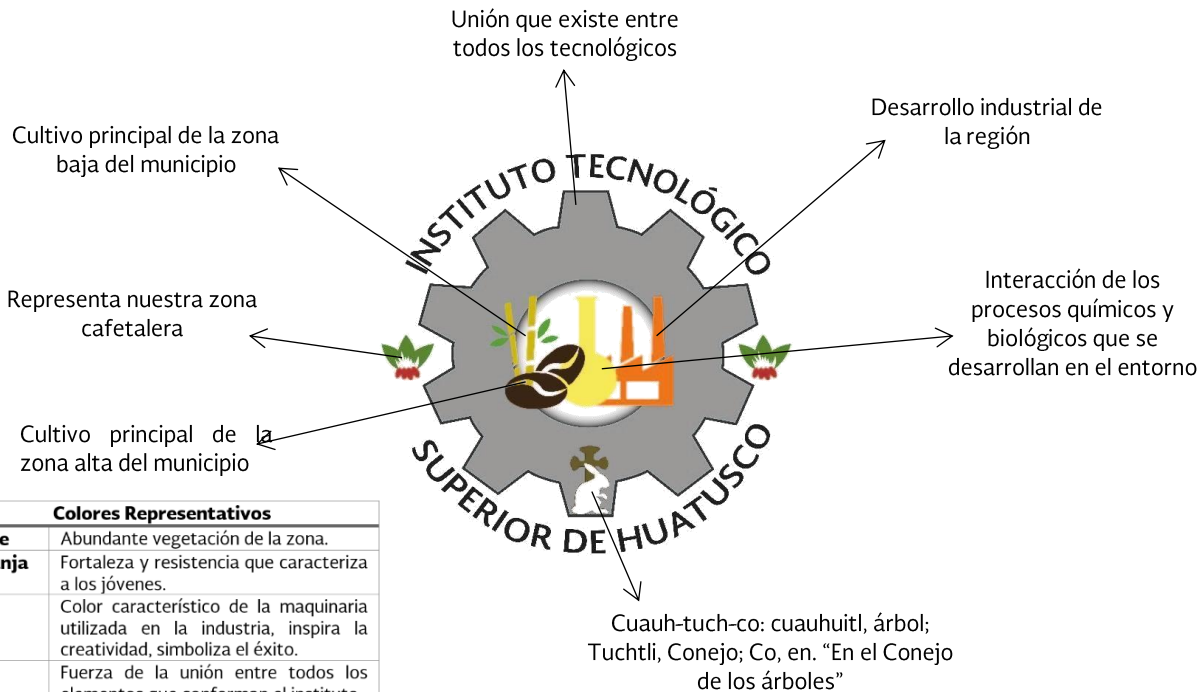 Unión que existe entre
todos los tecnológicos
Desarrollo industrial de
la región
Cultivo principal de la zona
baja del municipio
INSTITUTO TECNOLÓGICO
Interacción de los
procesos químicos y
biológicos que se
desarrollan en el entorno
Representa nuestra zona
cafetalera
Cultivo principal de la
zona alta del municipio
SUPERIOR DE HUATUSCO
Colores Representativos
Abundante vegetación de la zona.
Fortaleza y resistencia que caracteriza
a los jóvenes.
Color característico de la maquinaria
utilizada en la industria, inspira la
creatividad, simboliza el éxito.
Fuerza de la unión entre todos los
elementos que conforman el instituto.
Cuauh-tuch-co: cuauhuitl, árbol;
Tuchtli, Conejo; Co, en. “En el Conejo
de los árboles”